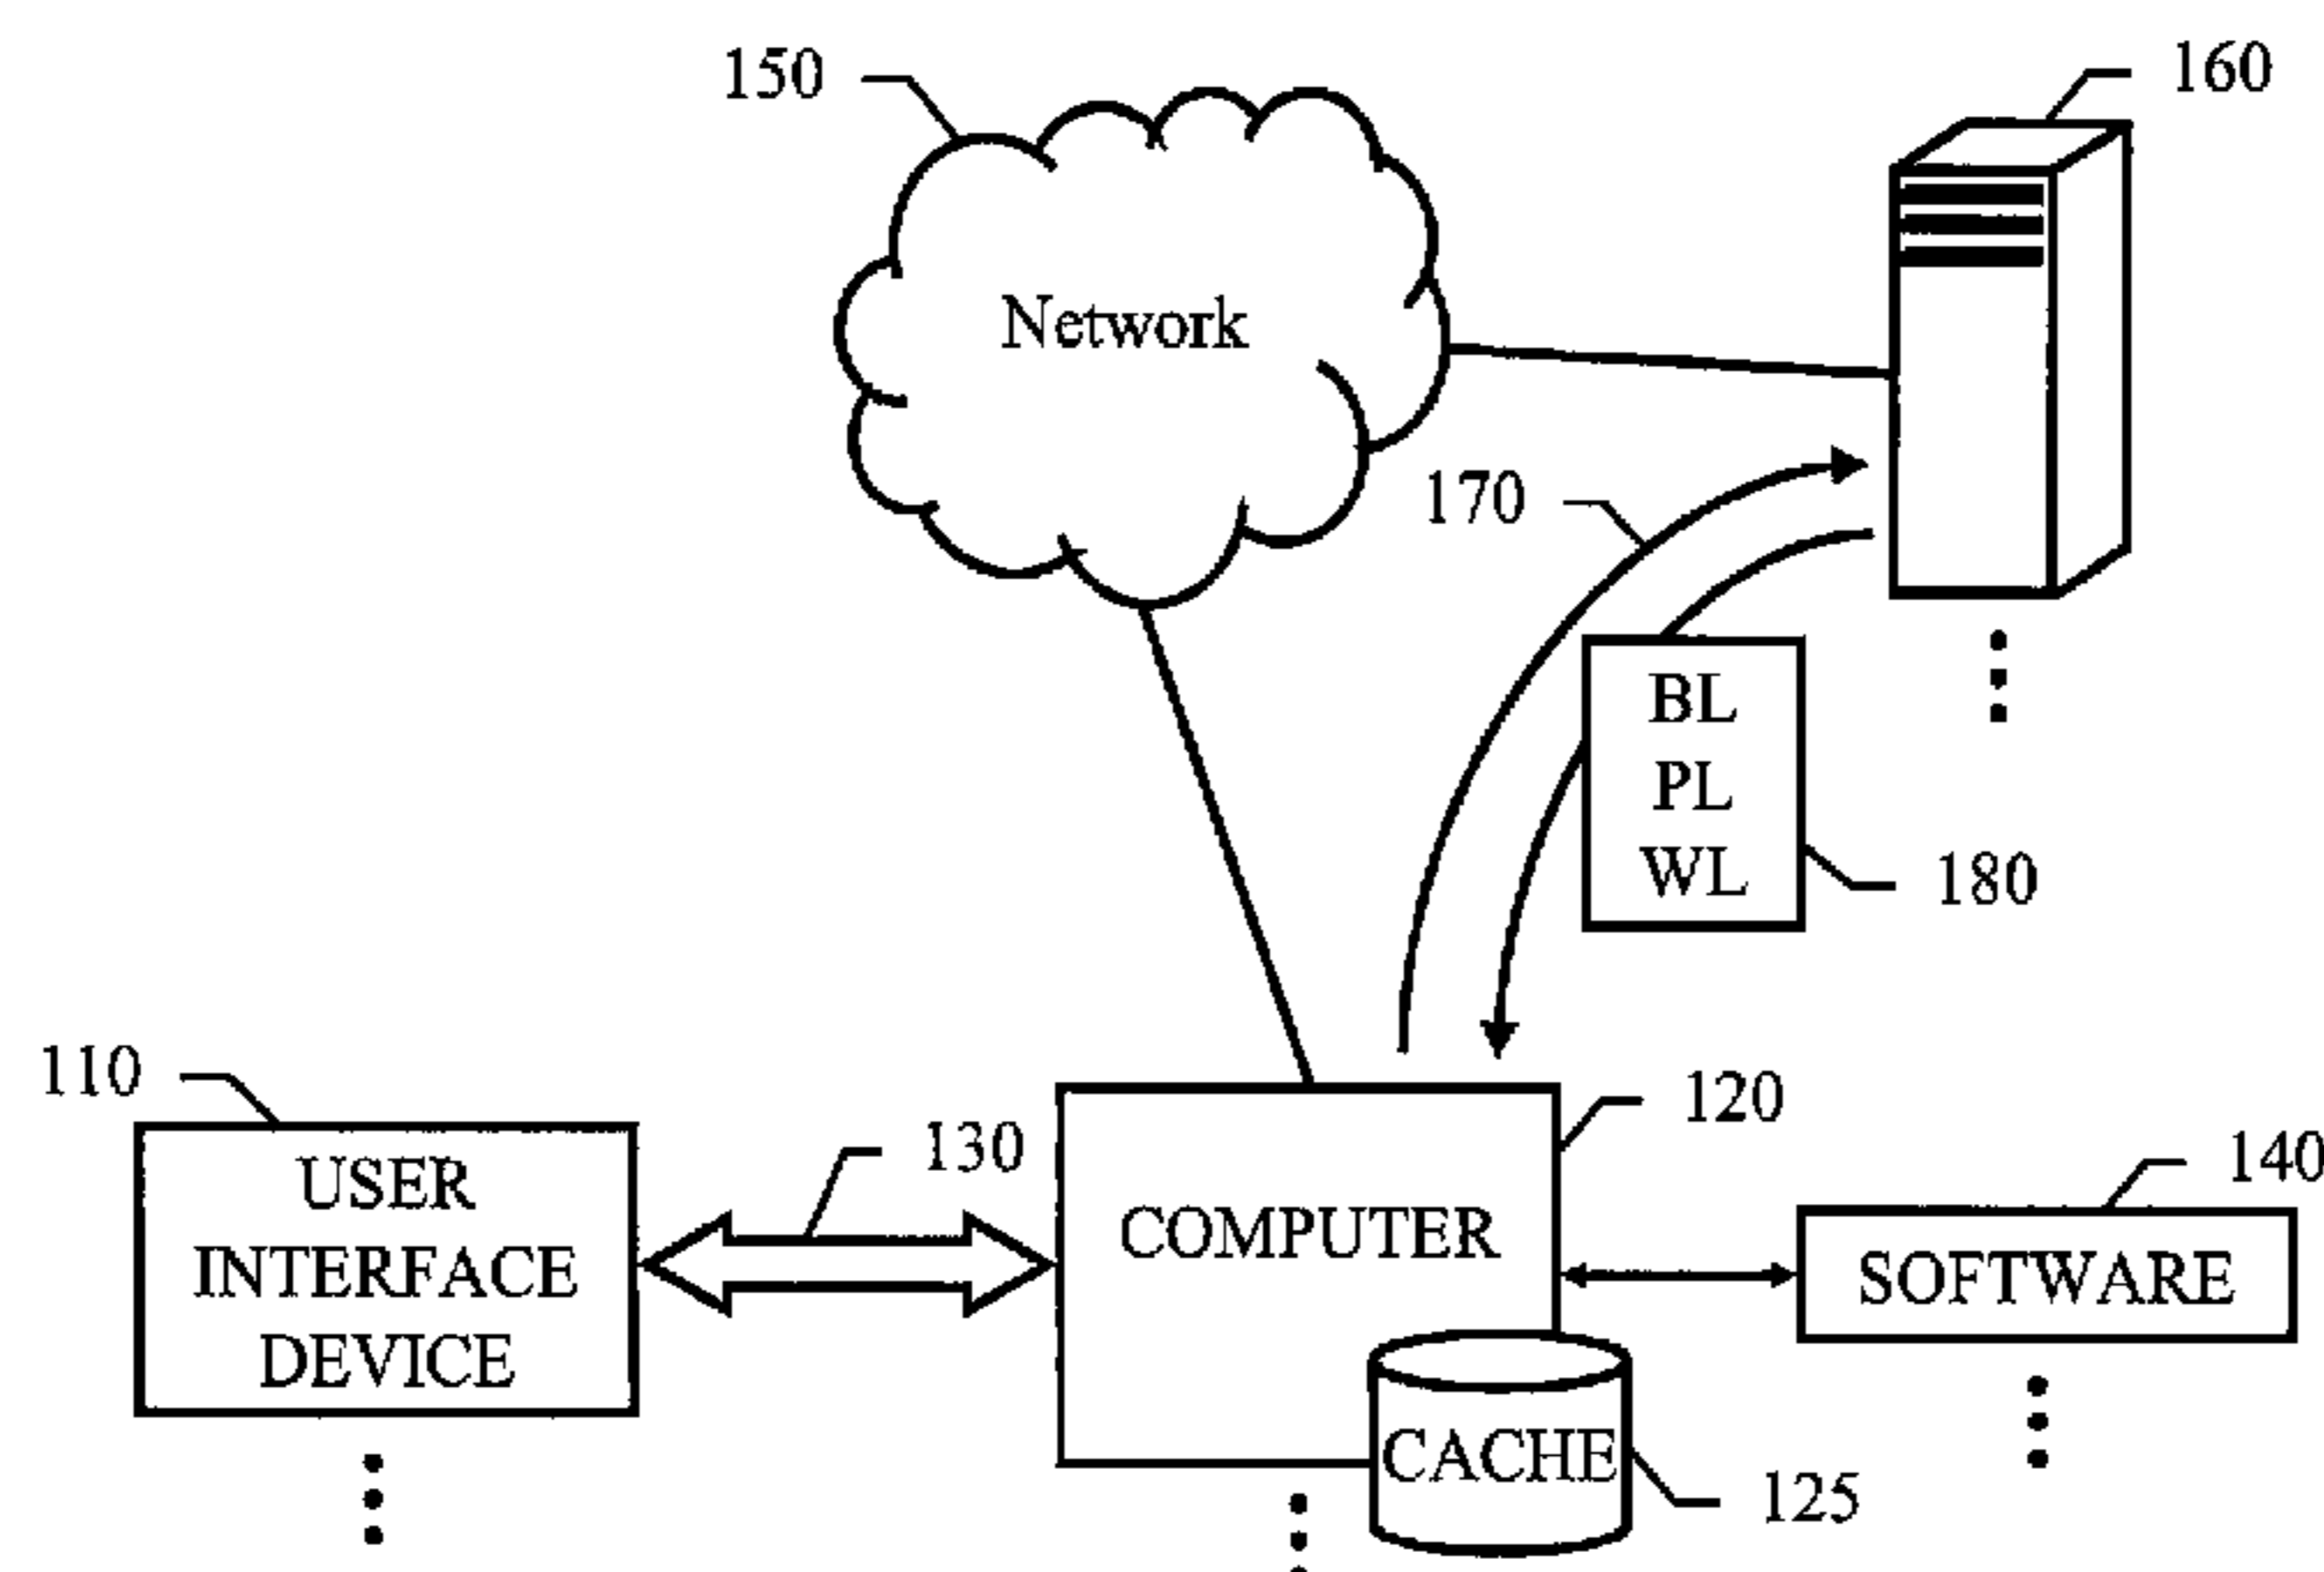 150
160
Network
170
BL
PL
WL
180
110
120
130
140
USER
INTERFACE
DEVICE
COMPUTER
SOFTWARE
CACHE
125